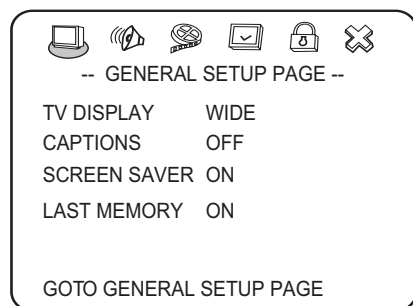 -- GENERAL SETUP PAGE --
TV DISPLAY WIDE
CAPTIONS OFF
SCREEN SAVER ON
LAST MEMORY ON
GOTO GENERAL SETUP PAGE